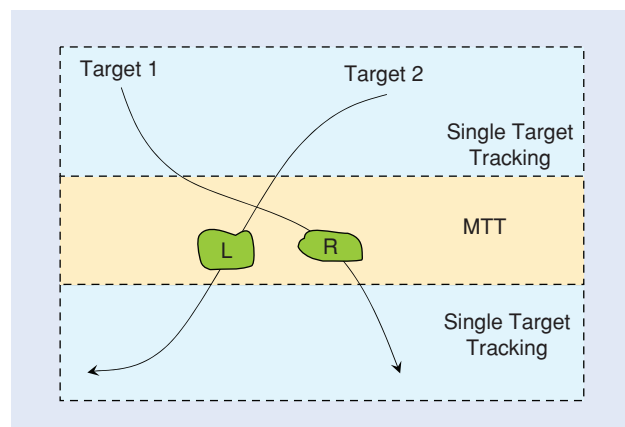 Target 1
Target 2
Single Target
Tracking
MTT
L
R
Single Target
Tracking